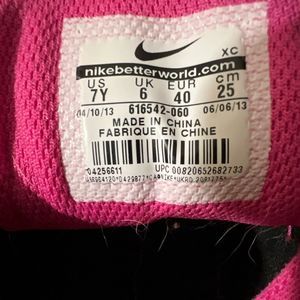 XC
nikebetterworld.com
US UK EUR cm
7Y 6 40 25
04/10/13 616542-060 06/06/13
MADE IN CHINA
FABRIQUE EN CHINE
04256611 UPC 00820652682733